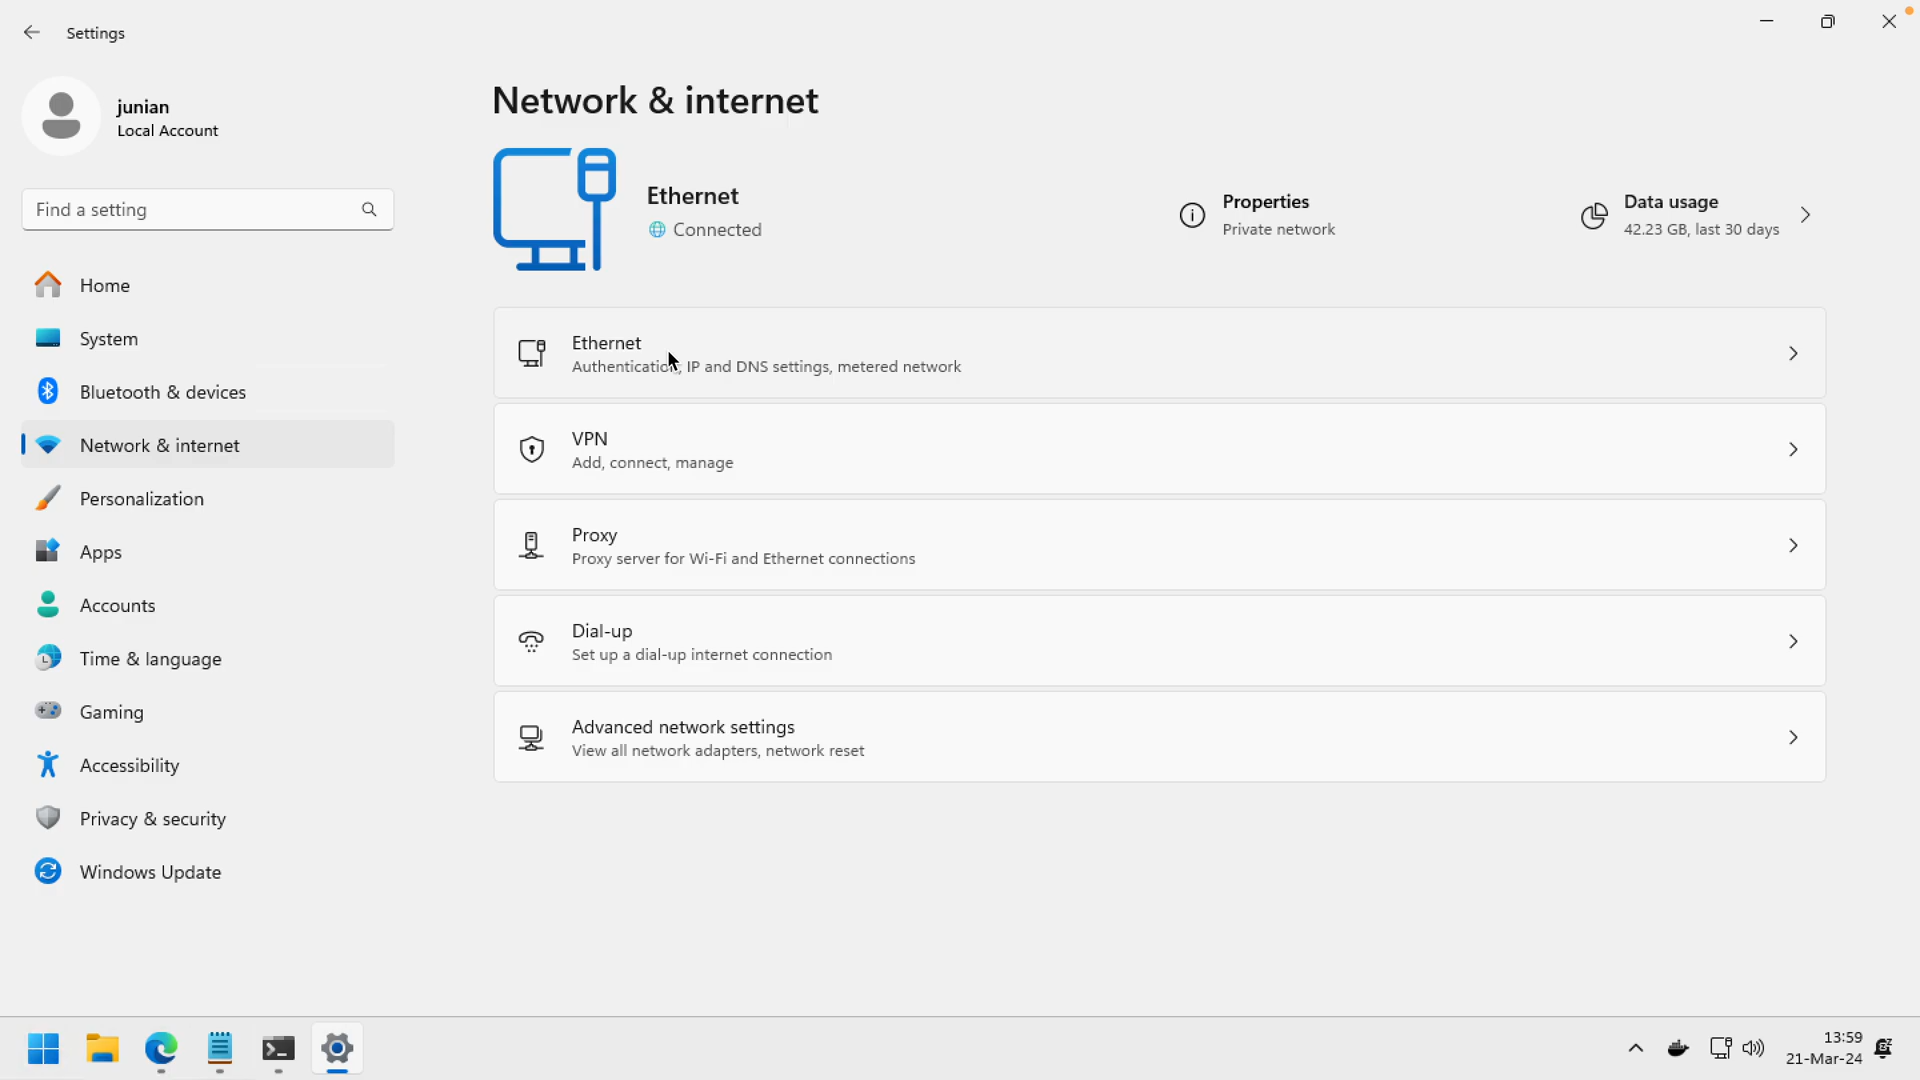 Settings
junian
Local Account
Find a setting
Home
System
Bluetooth & devices
Network & internet
Personalization
Apps
Accounts
Time & language
Gaming
Accessibility
Privacy & security
Windows Update
Network & internet
Ethernet
Connected
Properties
Private network
Data usage
42.23 GB, last 30 days
Ethernet
Authentication, IP and DNS settings, metered network
VPN
Add, connect, manage
Proxy
Proxy server for Wi-Fi and Ethernet connections
Dial-up
Set up a dial-up internet connection
Advanced network settings
View all network adapters, network reset
13:59
21-Mar-24